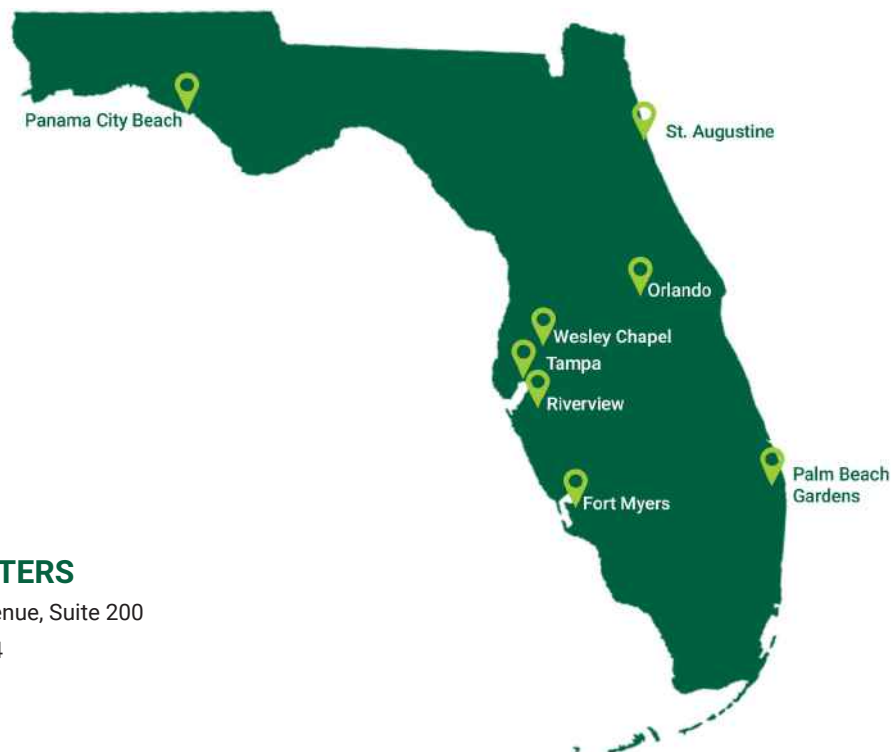 Panama City Beach
St. Augustine
Orlando
Wesley Chapel
Tampa
Riverview
Palm Beach
Gardens
Fort Myers
TERS
enue, Suite 200
4